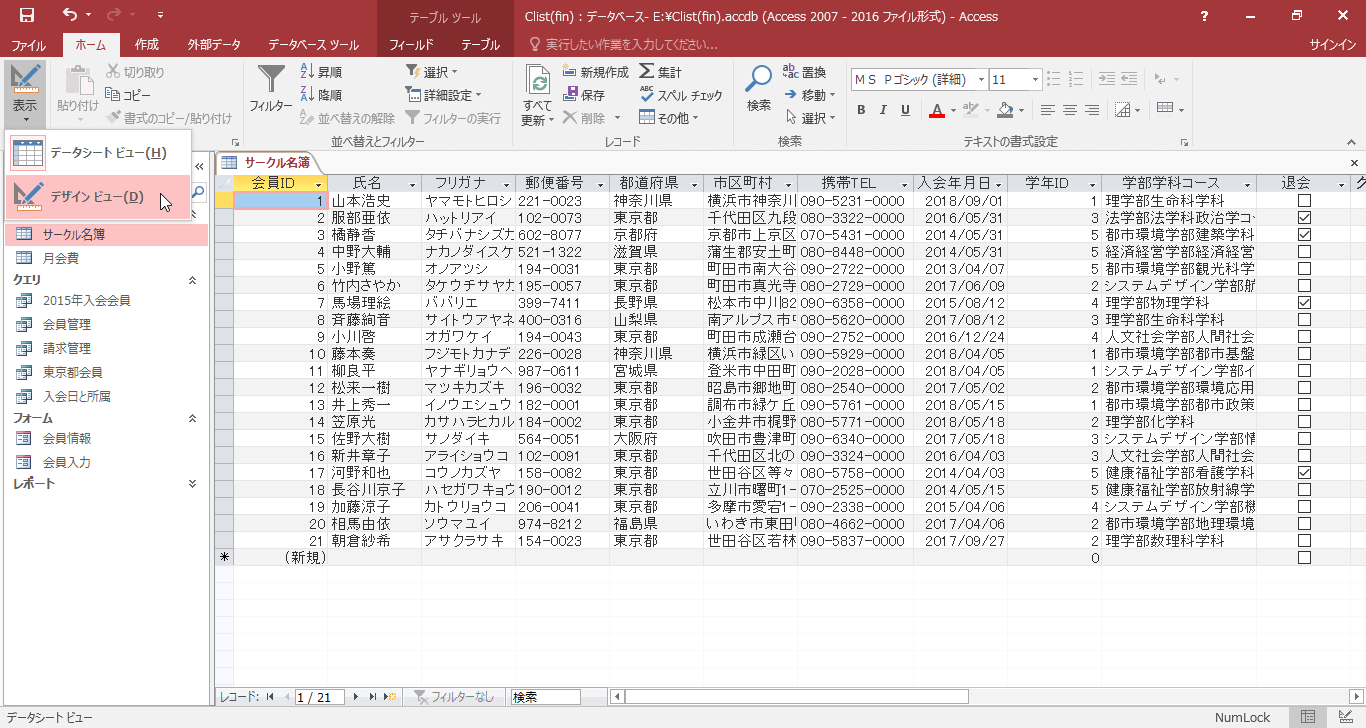 テーブル ツール
Clist(fin) : データベース- E:¥Clist(fin).accdb (Access 2007 - 2016 ファイル形式) - Access
ファイル ホーム 作成 外部データ データベース ツール フィールド テーブル 実行したい作業を入力してください... サインイン
表示 貼り付け 切り取り コピー 書式のコピー/貼り付け
フィルター 昇順 降順 並べ替えの解除 選択 詳細設定 フィルターの実行 並べ替えとフィルター
すべて更新 新規作成 保存 削除 集計 スペル チェック その他 レコード
検索 置換 移動 選択 検索
ＭＳ Ｐゴシック (詳細) 11 B I U A テキストの書式設定
データシート ビュー(H)
デザイン ビュー(D)
サークル名簿
月会費
クエリ
2015年入会会員
会員管理
請求管理
東京都会員
入会日と所属
フォーム
会員情報
会員入力
レポート
サークル名簿
会員ID 氏名 フリガナ 郵便番号 都道府県 市区町村 携帯TEL 入会年月日 学年ID 学部学科コース 退会
1 山本浩史 ヤマモトヒロシ 221-0023 神奈川県 横浜市神奈川 090-5231-0000 2018/09/01 1 理学部生命科学科
2 服部亜依 ハットリアイ 102-0073 東京都 千代田区九段 080-3322-0000 2016/05/31 3 法学部法学科政治学コ
3 橘静香 タチバナシズカ 602-8077 京都府 京都市上京区 070-5431-0000 2014/05/31 5 都市環境学部建築学科
4 中野大輔 ナカノダイスケ 521-1322 滋賀県 蒲生郡安土町 080-8448-0000 2014/05/04 5 経済経営学部経済経営
5 小野篤 オノアツシ 194-0031 東京都 町田市南大谷 090-2722-0000 2013/04/07 5 都市環境学部観光科学
6 竹内さやか タケウチサヤカ 195-0057 東京都 町田市真光寺 080-2729-0000 2017/06/09 2 システムデザイン学部航
7 馬場理絵 ババリエ 399-7411 長野県 松本市中川82 090-6358-0000 2015/08/12 4 理学部物理学科
8 斉藤絢音 サイトウアヤネ 400-0316 山梨県 南アルプス市 080-5620-0000 2017/08/12 3 理学部生命科学科
9 小川啓 オガワケイ 194-0043 東京都 町田市成瀬台 090-2752-0000 2016/12/24 4 人文社会学部人間社会
10 藤本奏 フジモトカナデ 226-0028 神奈川県 横浜市緑区い 090-5929-0000 2018/04/05 1 都市環境学部都市基盤
11 柳良平 ヤナギリョウヘ 987-0611 宮城県 登米市中田町 090-2028-0000 2018/04/05 1 システムデザイン学部イ
12 松来一樹 マツキカズキ 196-0032 東京都 昭島市郷地町 080-2540-0000 2017/05/02 2 都市環境学部環境応用
13 井上秀一 イノウエシュウ 182-0001 東京都 調布市緑ケ丘 090-5761-0000 2018/05/15 1 都市環境学部都市政策
14 笠原光 カサハラヒカル 184-0002 東京都 小金井市梶野 080-5771-0000 2018/05/18 2 理学部化学科
15 佐野大樹 サノダイキ 564-0051 大阪府 吹田市豊津町 090-6340-0000 2017/05/18 3 システムデザイン学部情
16 新井章子 アライショウコ 102-0091 東京都 千代田区北の 090-3324-0000 2016/04/03 3 人文社会学部人間社会
17 河野和也 コウノカズヤ 158-0082 東京都 世田谷区等々 080-5758-0000 2014/04/03 5 健康福祉学部看護学科
18 長谷川京子 ハセガワキョウ 190-0012 東京都 立川市曙町1- 070-2525-0000 2014/05/15 5 健康福祉学部放射線学
19 加藤涼子 カトウリョウコ 206-0041 東京都 多摩市愛宕1- 090-2338-0000 2015/04/06 4 システムデザイン学部機
20 相馬由依 ソウマユイ 974-8212 福島県 いわき市東田 080-4662-0000 2017/04/06 2 都市環境学部地理環境
21 朝倉紗希 アサクラサキ 154-0023 東京都 世田谷区若林 090-5837-0000 2017/09/27 2 理学部数理科学科
* (新規) 0
レコード: 1 / 21 フィルターなし 検索
データシート ビュー NumLock